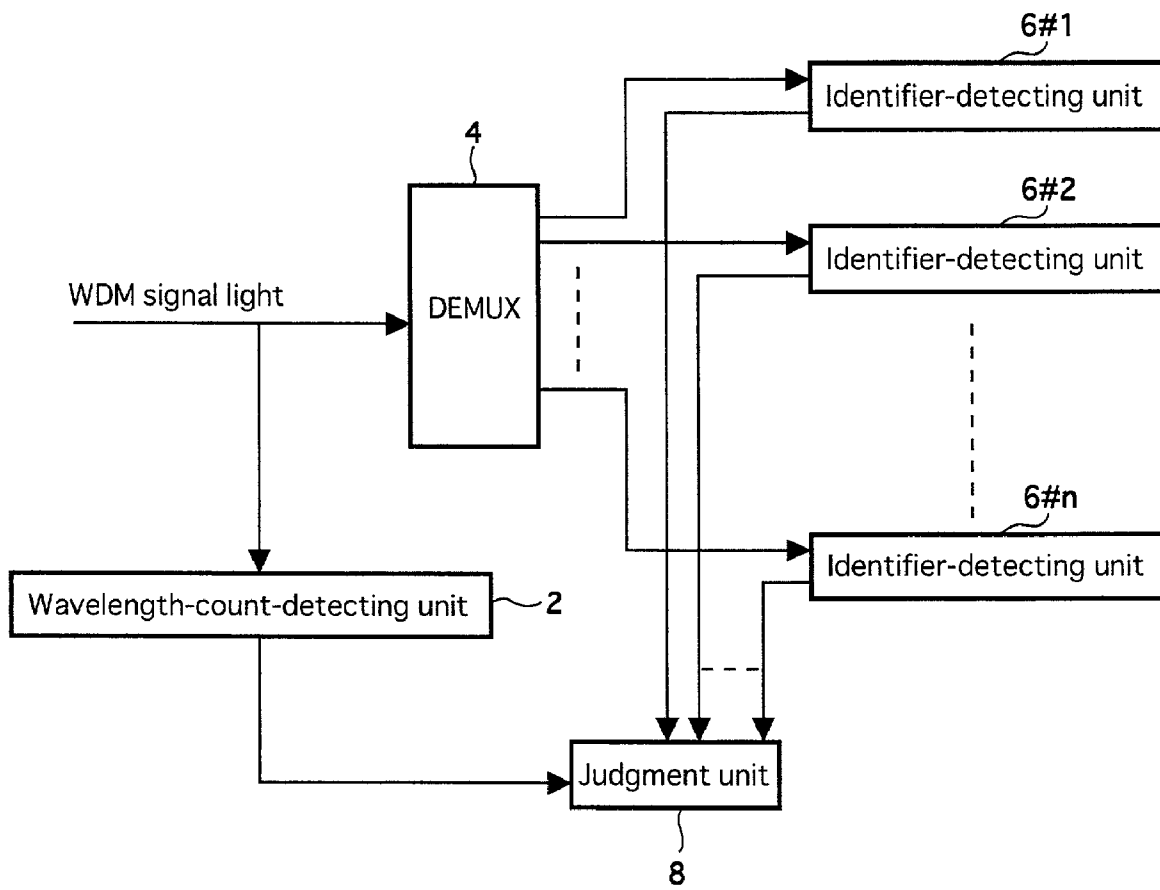 6#1
Identifier-detecting unit
4
6#2
Identifier-detecting unit
WDM signal light
DEMUX
6#n
Identifier-detecting unit
Wavelength-count-detecting unit
2
Judgment unit
8